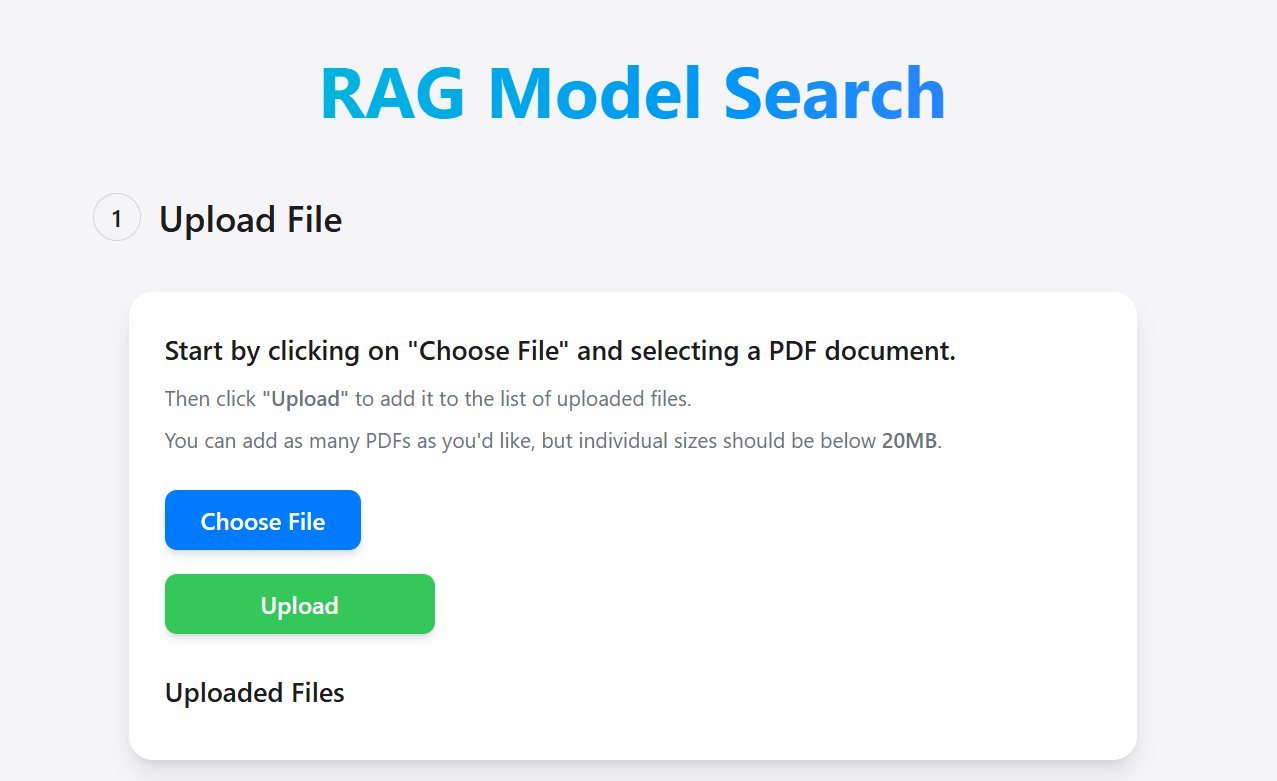 RAG Model Search
1 Upload File
Start by clicking on "Choose File" and selecting a PDF document.
Then click "Upload" to add it to the list of uploaded files.
You can add as many PDFs as you'd like, but individual sizes should be below 20MB.
Choose File
Upload
Uploaded Files